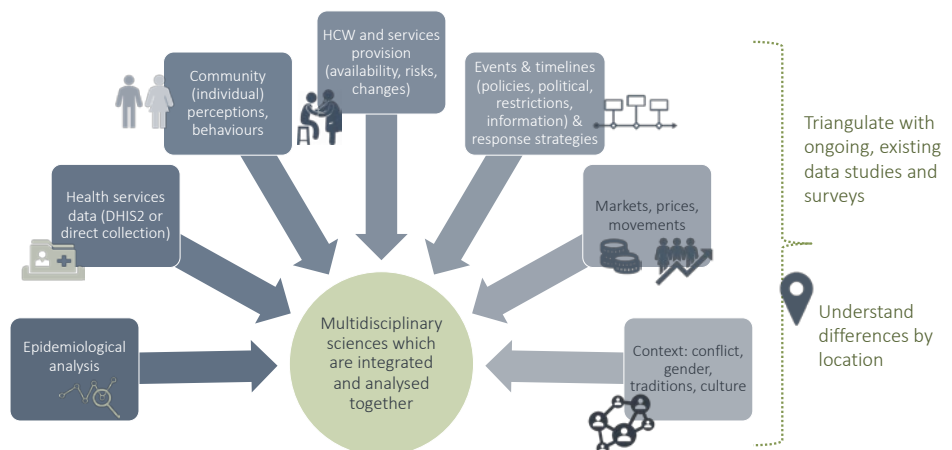 HCW and services
provision
(availability, risks,
changes)
Community
(individual)
perceptions,
behaviours
Events & timelines
(policies, political,
restrictions,
information) &
response strategies
Health services
data (DHIS2 or
direct collection)
Markets, prices,
movements
Epidemiological
analysis
Multidisciplinary
sciences which
are integrated
and analysed
together
Context: conflict,
gender,
traditions, culture
Triangulate with
ongoing, existing
data studies and
surveys
Understand
differences by
location